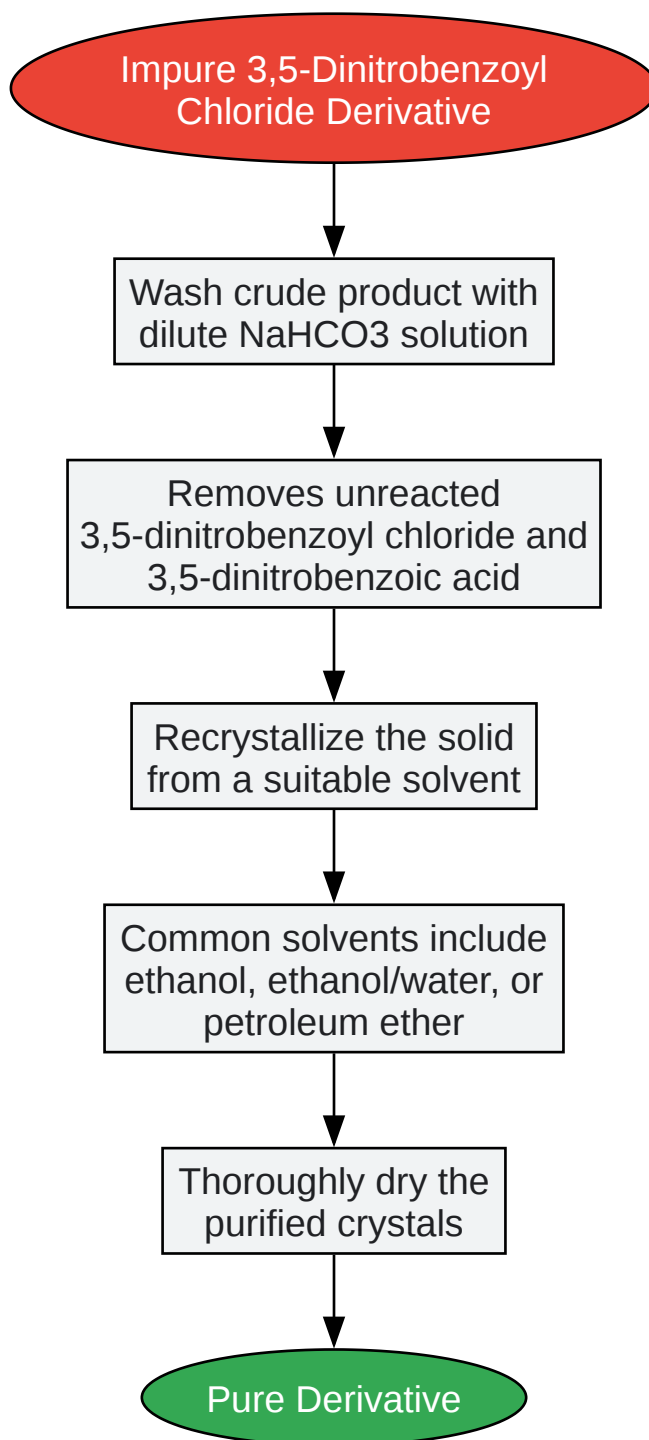 Impure 3,5-Dinitrobenzoyl
Chloride Derivative
Wash crude product with
dilute NaHCO3 solution
Removes unreacted
3,5-dinitrobenzoyl chloride and
3,5-dinitrobenzoic acid
Recrystallize the solid
from a suitable solvent
Common solvents include
ethanol, ethanol/water, or
petroleum ether
Thoroughly dry the
purified crystals
Pure Derivative